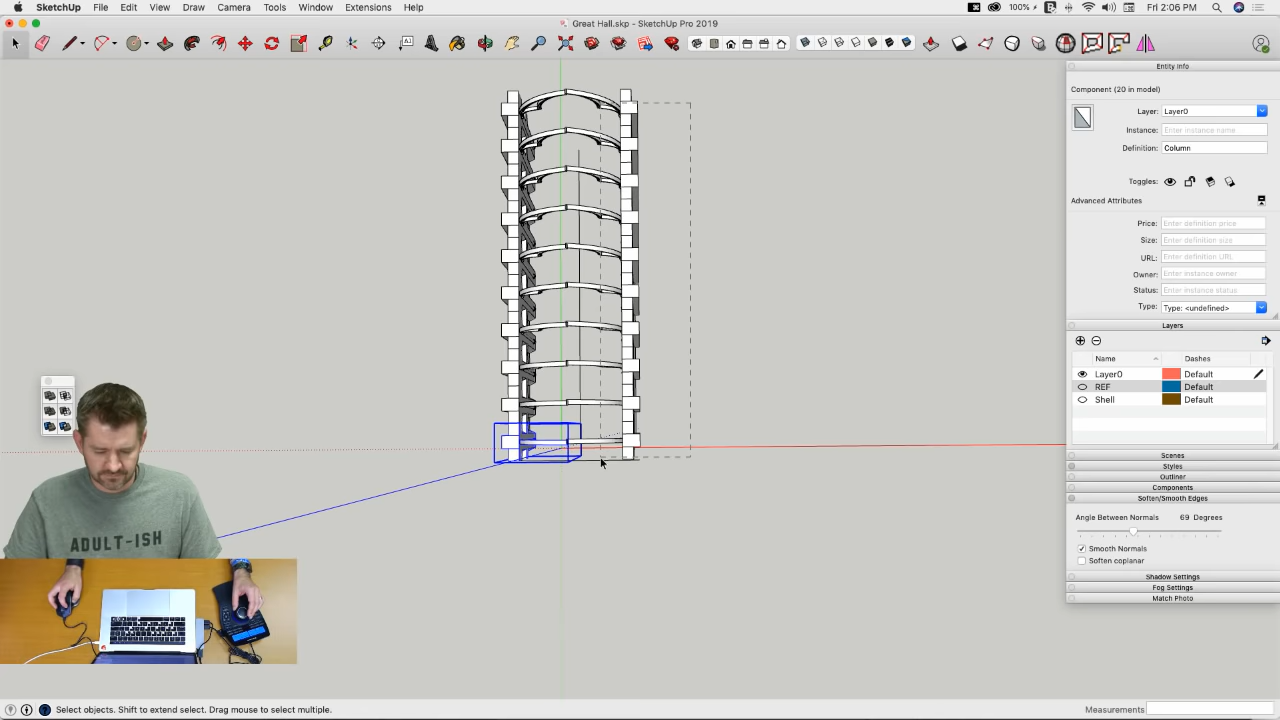 SketchUp File Edit View Draw Camera Tools Window Extensions Help
100% Fri 2:06 PM
Great Hall.skp - SketchUp Pro 2019
Entity Info
Component (20 in model)
Layer: Layer0
Instance: Enter instance name
Definition: Column
Toggles:
Advanced Attributes
Price: Enter definition price
Size: Enter definition size
URL: Enter definition URL
Owner: Enter instance owner
Status: Enter instance status
Type: Type: <undefined>
Layers
Name Dashes
Layer0 Default
REF Default
Shell Default
Scenes
Styles
Outliner
Components
Soften/Smooth Edges
Angle Between Normals 69 Degrees
Smooth Normals
Soften coplanar
Shadow Settings
Fog Settings
Match Photo
ADULT-ISH
Select objects. Shift to extend select. Drag mouse to select multiple.
Measurements